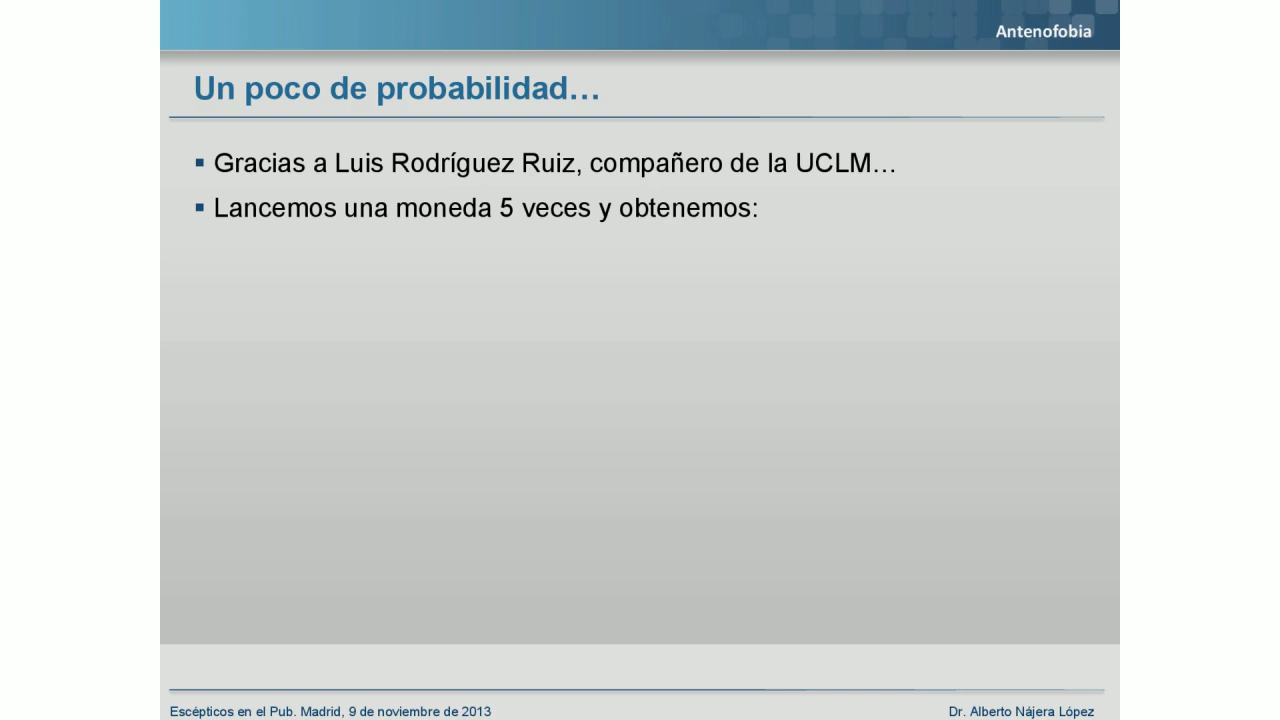 Antenofobia
Un poco de probabilidad…
▪ Gracias a Luis Rodríguez Ruiz, compañero de la UCLM…
▪ Lancemos una moneda 5 veces y obtenemos:
Escépticos en el Pub. Madrid, 9 de noviembre de 2013
Dr. Alberto Nájera López